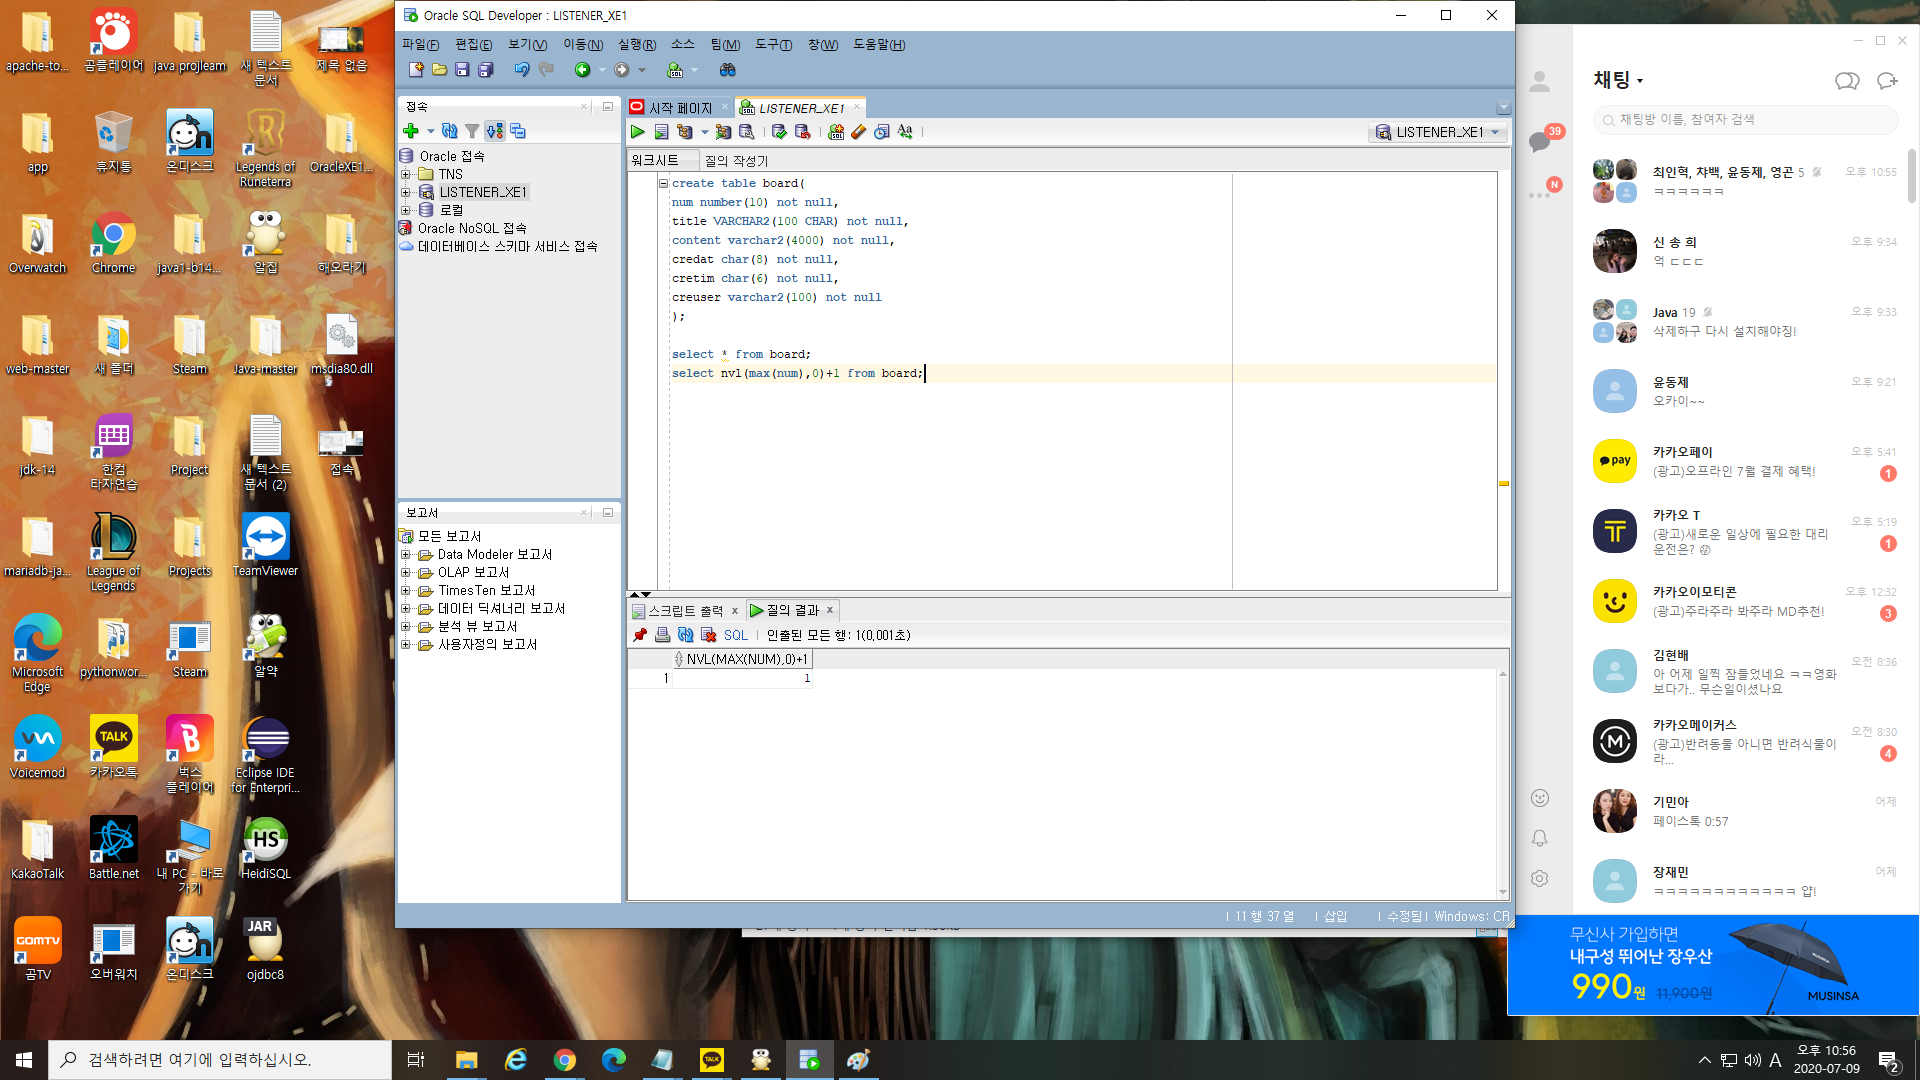 apache-to...
곰플레이어
java projleam
새 텍스트 문서
제목 없음
app
휴지통
온디스크
Legends of Runeterra
OracleXE1...
Overwatch
Chrome
java1-b14...
알집
해오라기
web-master
새 폴더
Steam
Java-master
msdia80.dll
jdk-14
한컴 타자연습
Project
새 텍스트 문서 (2)
접속
mariadb-ja...
League of Legends
Projects
TeamViewer
Microsoft Edge
pythonwor...
Steam
알약
Voicemod
카카오톡
벅스 플레이어
Eclipse IDE for Enterpri...
KakaoTalk
Battle.net
내 PC - 바로 가기
HeidiSQL
곰TV
오버워치
온디스크
ojdbc8
Oracle SQL Developer : LISTENER_XE1
파일(F) 편집(E) 보기(V) 이동(N) 실행(R) 소스 팀(M) 도구(T) 창(W) 도움말(H)
접속
Oracle 접속
TNS
LISTENER_XE1
로컬
Oracle NoSQL 접속
데이터베이스 스키마 서비스 접속
보고서
모든 보고서
Data Modeler 보고서
OLAP 보고서
TimesTen 보고서
데이터 딕셔너리 보고서
분석 뷰 보고서
사용자정의 보고서
시작 페이지
LISTENER_XE1
LISTENER_XE1
워크시트 질의 작성기
create table board(
num number(10) not null,
title VARCHAR2(100 CHAR) not null,
content varchar2(4000) not null,
credat char(8) not null,
cretim char(6) not null,
creuser varchar2(100) not null
);
select * from board;
select nvl(max(num),0)+1 from board;
스크립트 출력 x 질의 결과 x
SQL | 인출된 모든 행: 1(0,001초)
NVL(MAX(NUM),0)+1
1 1
11 행 37 열 | 삽입 | 수정됨 | Windows: CR
채팅
채팅방 이름, 참여자 검색
39
N
최인혁, 챠백, 윤동제, 영곤 5 오후 10:55
ㅋㅋㅋㅋㅋㅋ
신 송 희 오후 9:34
억 ㄷㄷㄷ
Java 19 오후 9:33
삭제하구 다시 설치해야징!
윤동제 오후 9:21
오카이~~
pay
카카오페이 오후 5:41
(광고)오프라인 7월 결제 혜택! 1
카카오 T 오후 5:19
(광고)새로운 일상에 필요한 대리
운전은? 1
카카오이모티콘 오후 12:32
(광고)주라주라 봐주라 MD추천! 3
김현배 오전 8:36
아 어제 일찍 잠들었네요 ㅋㅋ영화
보다가.. 무슨일이셨나요
카카오메이커스 오전 8:30
(광고)반려동물 아니면 반려식물이
라... 4
기민아 어제
페이스톡 0:57
장재민 어제
ㅋㅋㅋㅋㅋㅋㅋㅋㅋㅋㅋㅋ 얍!
무신사 가입하면
내구성 뛰어난 장우산
990원 11,900원
MUSINSA
검색하려면 여기에 입력하십시오.
TALK
A
오후 10:56
2020-07-09
2